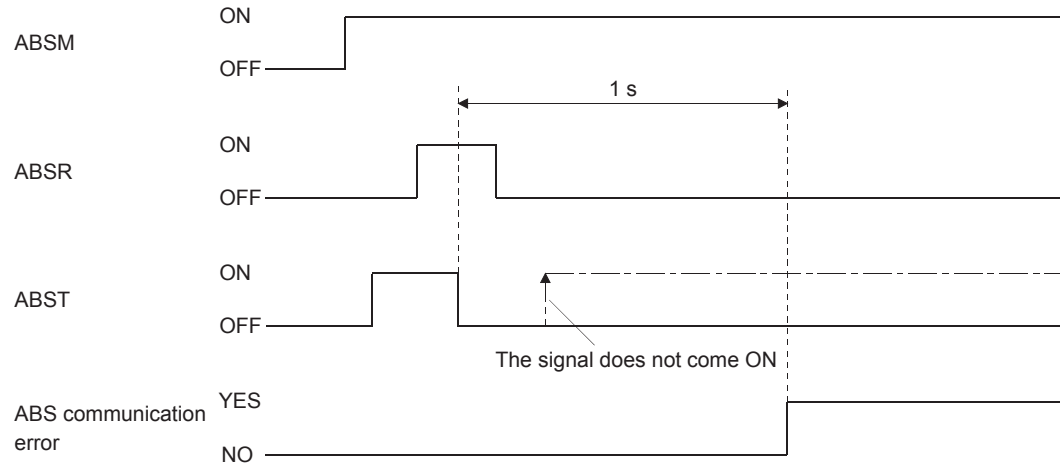 ON
ABSM
OFF
1 s
ON
ABSR
OFF
ON
ABST
OFF
The signal does not come ON
YES
ABS communication
error
NO